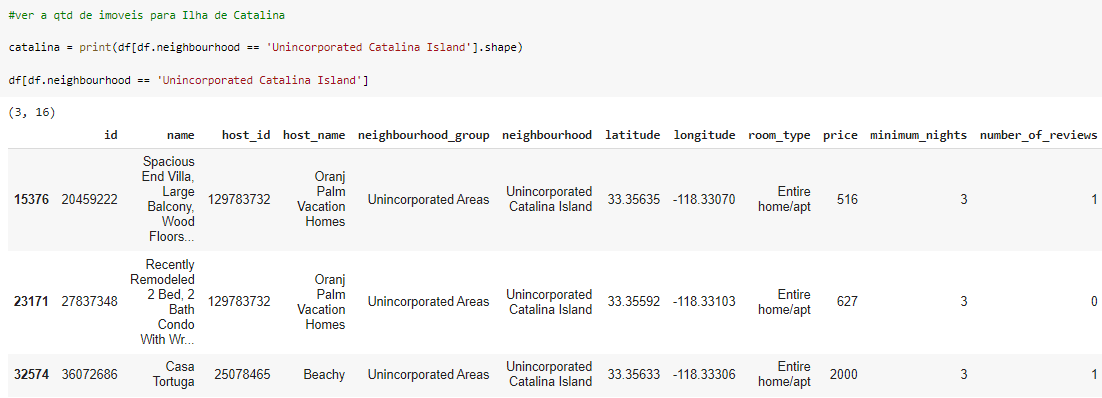 #ver a qtd de imoveis para Ilha de Catalina
catalina = print(df[df.neighbourhood == 'Unincorporated Catalina Island'].shape)
df[df.neighbourhood == 'Unincorporated Catalina Island']
(3, 16)
id name host_id host_name neighbourhood_group neighbourhood latitude longitude room_type price minimum_nights number_of_reviews
15376 20459222 Spacious End Villa, Large Balcony, Wood Floors... 129783732 Oranj Palm Vacation Homes Unincorporated Areas Unincorporated Catalina Island 33.35635 -118.33070 Entire home/apt 516 3 1
23171 27837348 Recently Remodeled 2 Bed, 2 Bath Condo With Wr... 129783732 Oranj Palm Vacation Homes Unincorporated Areas Unincorporated Catalina Island 33.35592 -118.33103 Entire home/apt 627 3 0
32574 36072686 Casa Tortuga 25078465 Beachy Unincorporated Areas Unincorporated Catalina Island 33.35633 -118.33306 Entire home/apt 2000 3 1